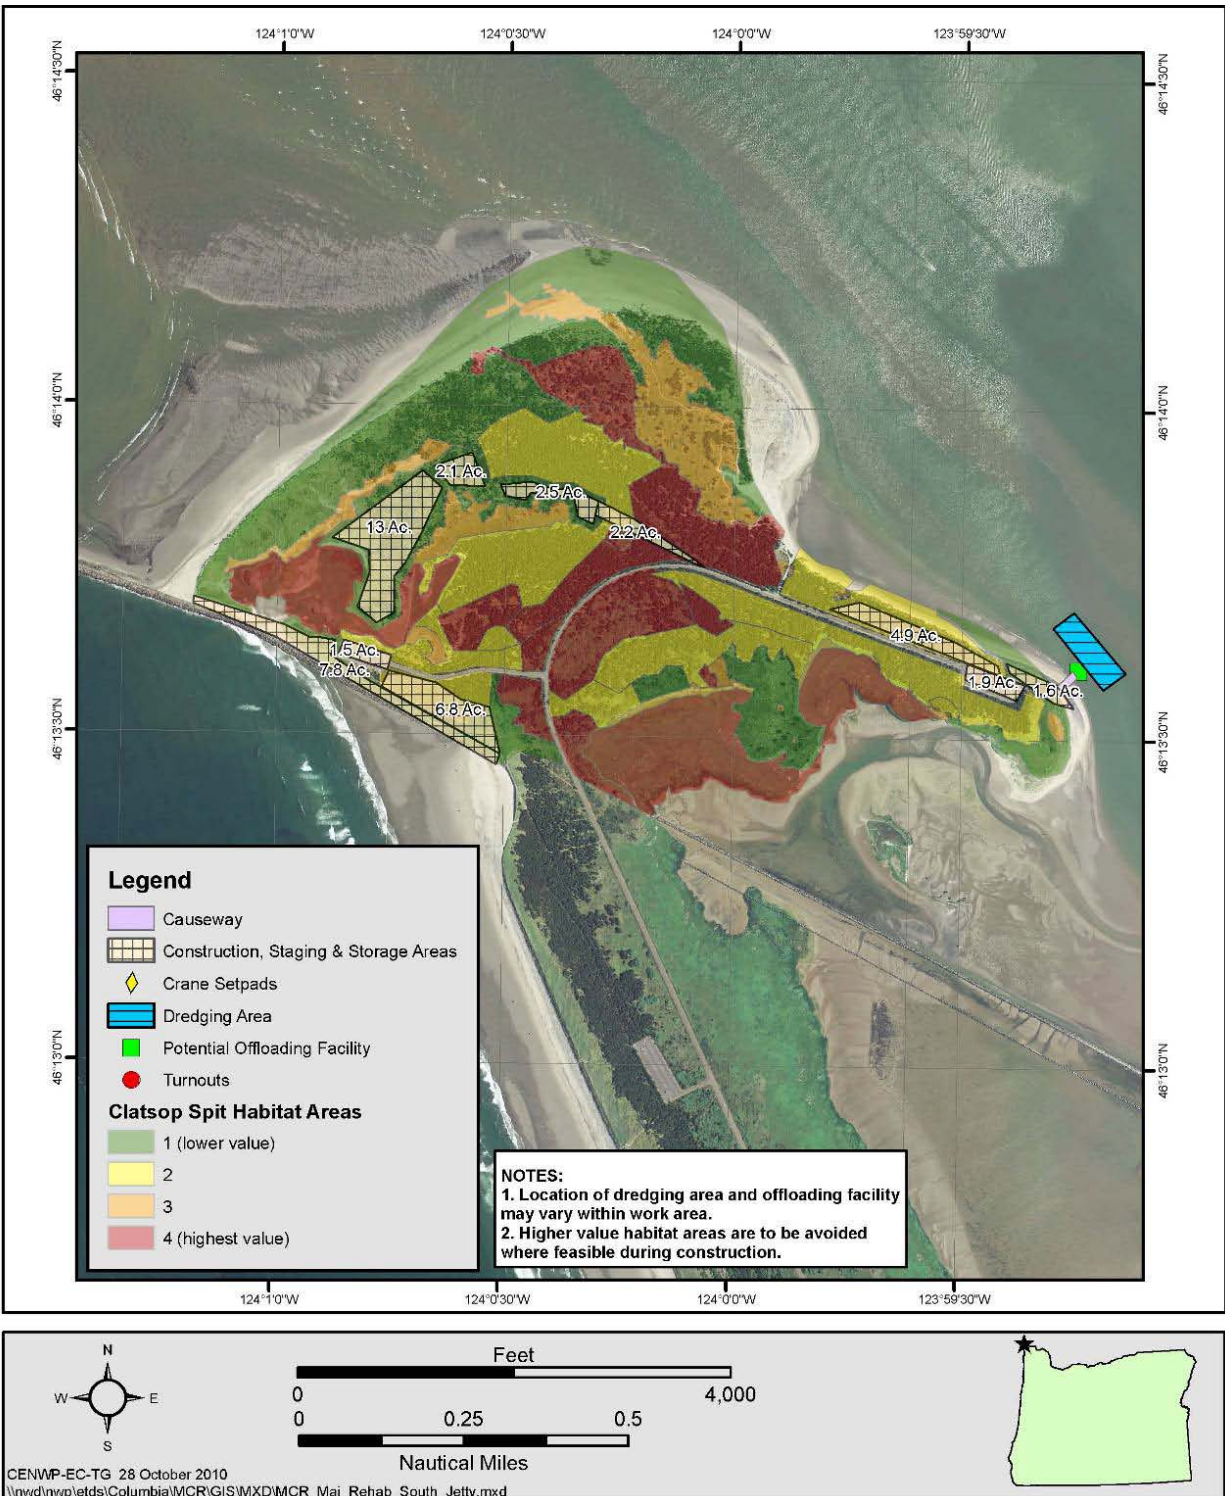 124°1'0"W
124°0'30"W
124°0'0"W
123°59'30"W
46°14'30"N
46°14'30"N
46°14'0"N
46°14'0"N
2.1 Ac.
2.5 Ac.
13 Ac.
2.2 Ac.
4.9 Ac.
1.5 Ac.
7.8 Ac.
1.9 Ac.
1.6 Ac.
6.8 Ac.
46°13'30"N
46°13'30"N
Legend
Causeway
Construction, Staging & Storage Areas
Crane Setpads
Dredging Area
Potential Offloading Facility
Turnouts
Clatsop Spit Habitat Areas
1 (lower value)
2
3
4 (highest value)
46°13'0"N
46°13'0"N
NOTES:
1. Location of dredging area and offloading facility
may vary within work area.
2. Higher value habitat areas are to be avoided
where feasible during construction.
124°1'0"W
124°0'30"W
124°0'0"W
123°59'30"W
N
W
E
S
Feet
0
4,000
0
0.25
0.5
Nautical Miles
CENWP-EC-TG 28 October 2010
\\nwd\nwp\etds\Columbia\MCR\GIS\MXD\MCR_Maj_Rehab_South_Jetty.mxd